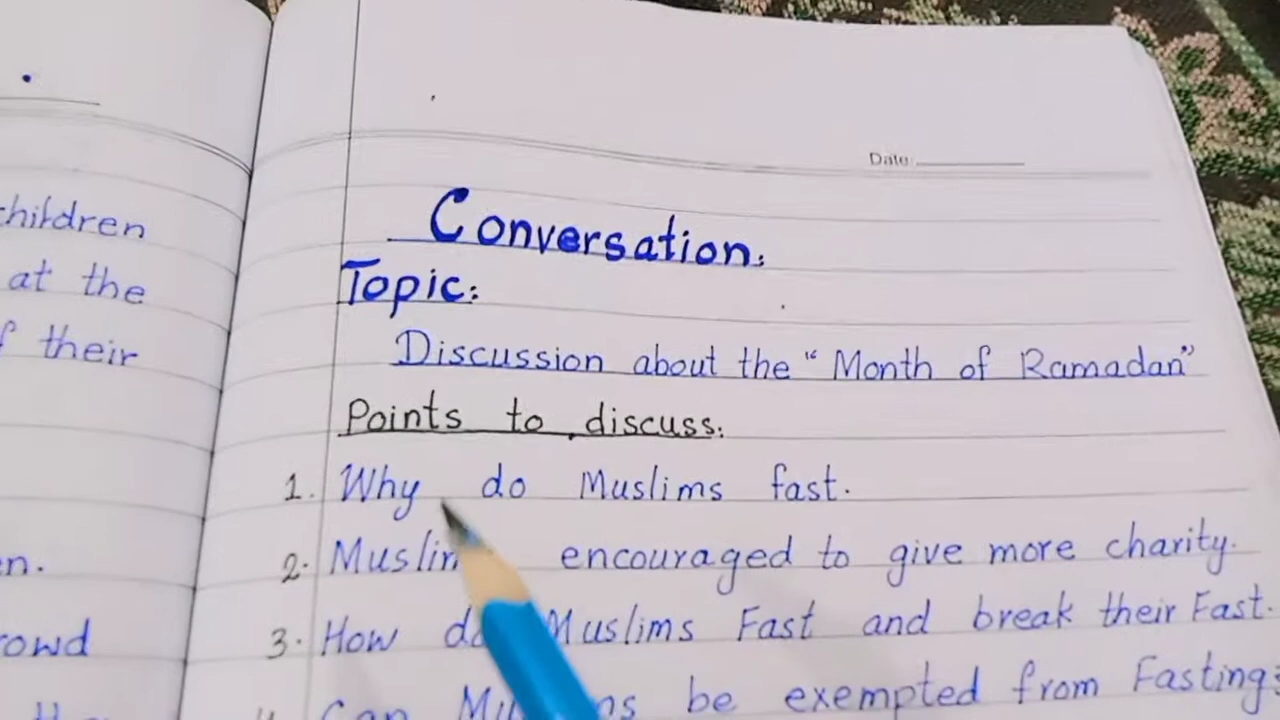 children
at the
their
Date
Conversation:
Topic:
Discussion about the "Month of Ramadan"
Points to discuss:
1. Why do Muslims fast.
2. encouraged to give more charity.
3. How Muslims Fast and break their Fast.
Can be exempted from Fasting: